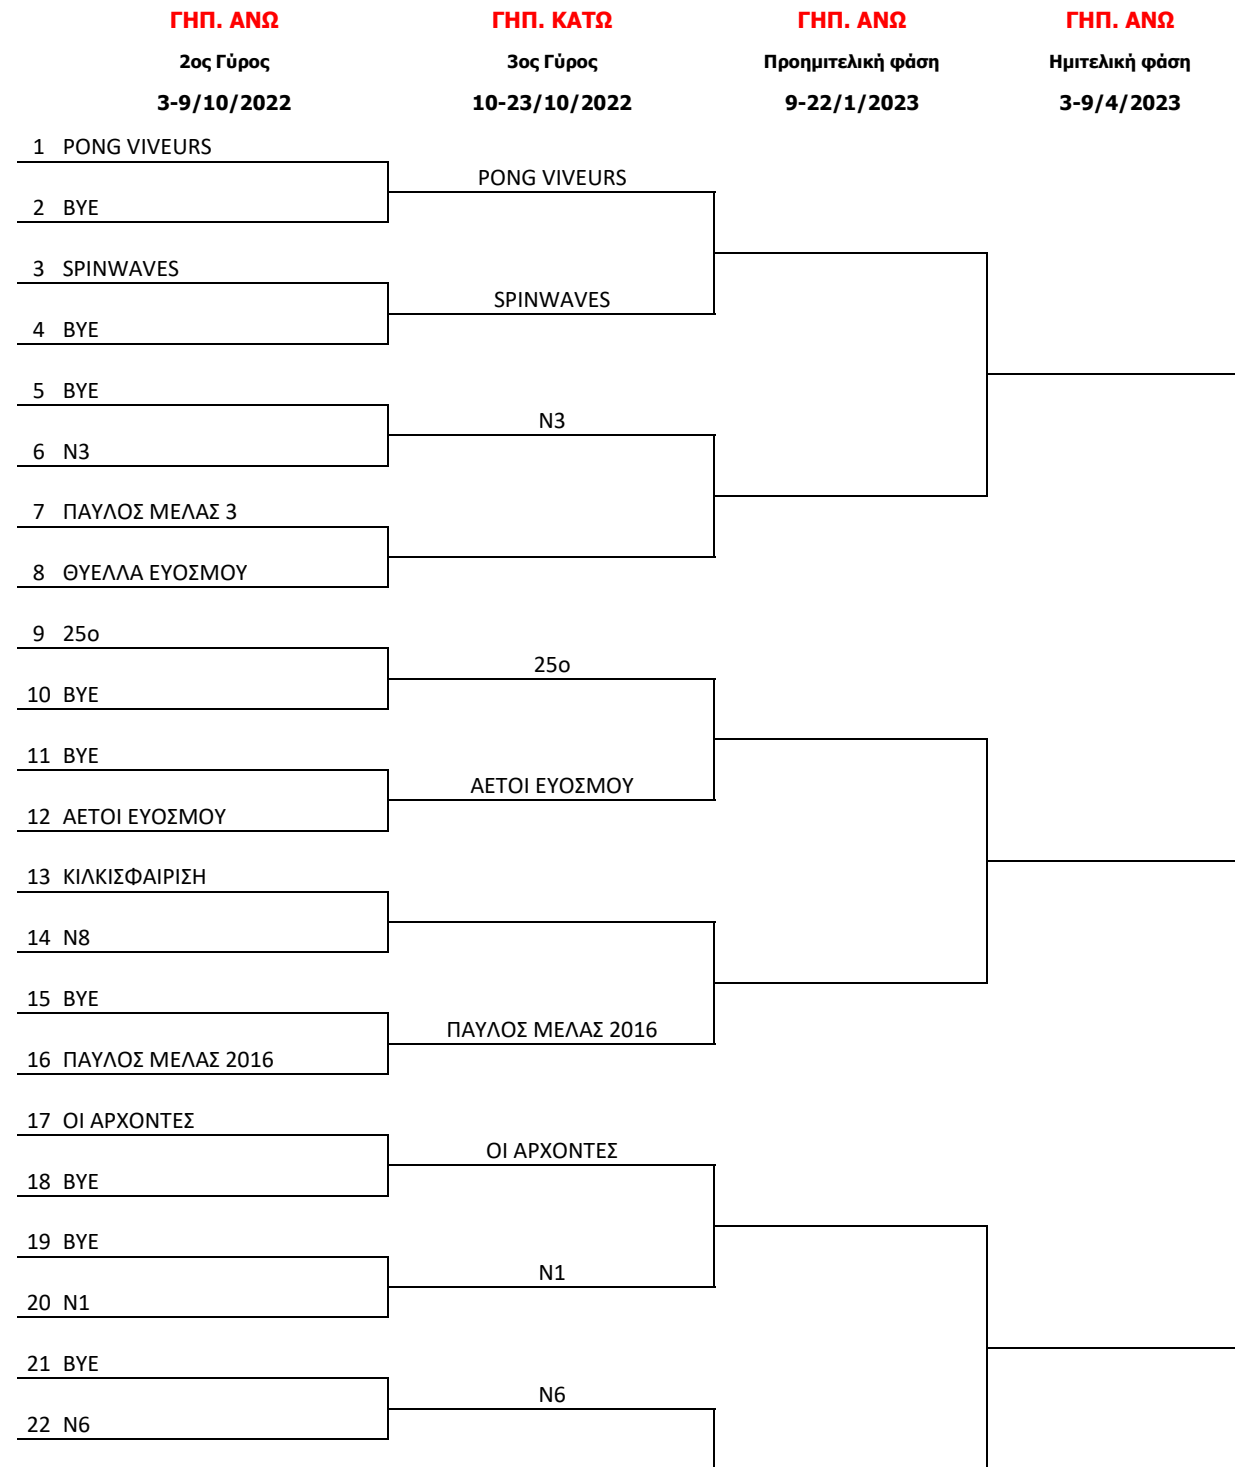 ΓΗΠ. ΑΝΩ ΓΗΠ. ΚΑΤΩ ΓΗΠ. ΑΝΩ ΓΗΠ. ΑΝΩ
2ος Γύρος 3ος Γύρος Προημιτελική φάση Ημιτελική φάση
3-9/10/2022 10-23/10/2022 9-22/1/2023 3-9/4/2023
1 PONG VIVEURS
PONG VIVEURS
2 BYE
3 SPINWAVES
SPINWAVES
4 BYE
5 BYE
N3
6 N3
7 ΠΑΥΛΟΣ ΜΕΛΑΣ 3
8 ΘΥΕΛΛΑ ΕΥΟΣΜΟΥ
9 25ο
25ο
10 BYE
11 BYE
ΑΕΤΟΙ ΕΥΟΣΜΟΥ
12 ΑΕΤΟΙ ΕΥΟΣΜΟΥ
13 ΚΙΛΚΙΣΦΑΙΡΙΣΗ
14 N8
15 BYE
ΠΑΥΛΟΣ ΜΕΛΑΣ 2016
16 ΠΑΥΛΟΣ ΜΕΛΑΣ 2016
17 ΟΙ ΑΡΧΟΝΤΕΣ
ΟΙ ΑΡΧΟΝΤΕΣ
18 BYE
19 BYE
N1
20 N1
21 BYE
N6
22 N6